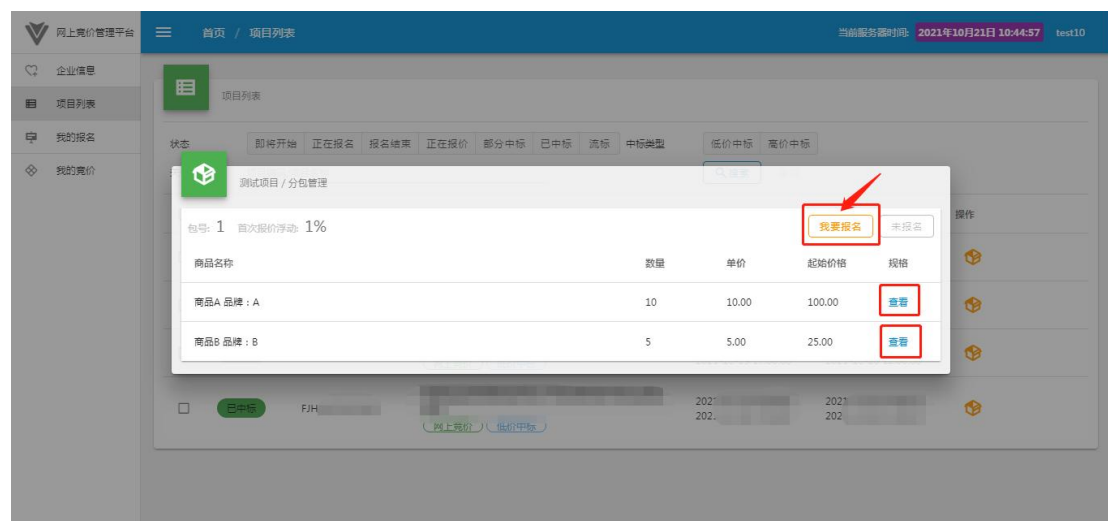 网上竞价管理平台
首页 / 项目列表
当前服务器时间: 2021年10月21日 10:44:57 test10
企业信息
项目列表
我的报名
我的竞价
项目列表
状态 即将开始 正在报名 报名结束 正在报价 部分中标 已中标 流标 中标类型 低价中标 高价中标
搜索
操作
测试项目 / 分包管理
包号: 1 首次报价浮动: 1%
我要报名 未报名
商品名称 数量 单价 起始价格 规格
商品A 品牌:A 10 10.00 100.00 查看
商品B 品牌:B 5 5.00 25.00 查看
已中标 FJH
2021 2021
202 202
网上竞价 低价中标